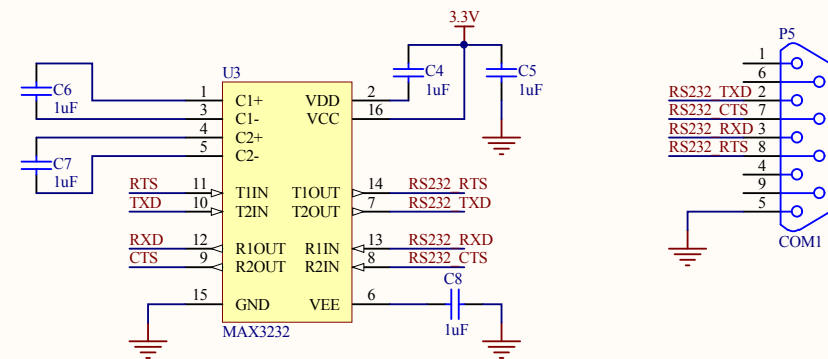 3.3V
P5
U3
C4
1uF
C5
1uF
C6
1uF
1
C1+
VDD
2
3
C1-
VCC
16
4
C2+
5
C2-
C7
1uF
RTS
11
T1IN
T1OUT
14
RS232_RTS
TXD
10
T2IN
T2OUT
7
RS232_TXD
RXD
12
R1OUT
R1IN
13
RS232_RXD
CTS
9
R2OUT
R2IN
8
RS232_CTS
15
GND
VEE
6
C8
1uF
MAX3232
1
6
RS232_TXD
2
RS232_CTS
7
RS232_RXD
3
RS232_RTS
8
4
9
5
COM1